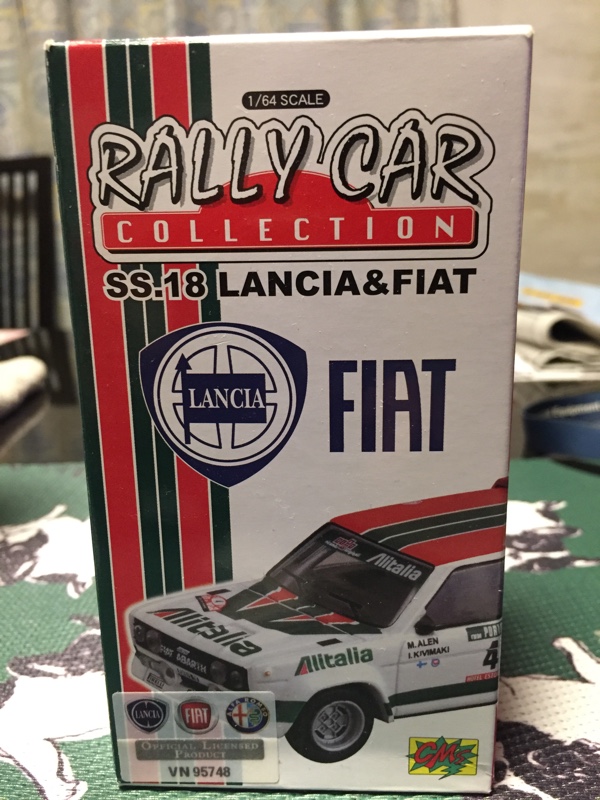 1/64 SCALE
RALLY CAR
COLLECTION
SS.18 LANCIA&FIAT
LANCIA
FIAT
Alitalia
Alitalia
Alitalia
M.ALEN
I.KIVIMAKI
4
FIAT ABARTH
LANCIA
FIAT
ALFA ROMEO
OFFICIAL LICENSED
PRODUCT
VN 95748
CM's